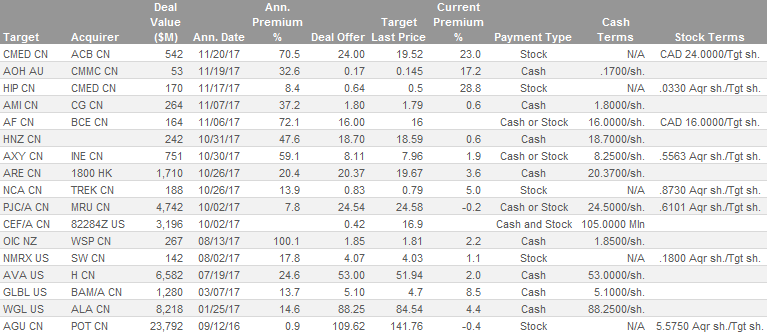 Deal Ann. Target Current
Value Premium Last Price Premium Cash
Target Acquirer ($M) Ann. Date % Deal Offer % Payment Type Terms Stock Terms
CMED CN ACB CN 542 11/20/17 70.5 24.00 19.52 23.0 Stock N/A CAD 24.0000/Tgt sh.
AOH AU CMMC CN 53 11/19/17 32.6 0.17 0.145 17.2 Cash .1700/sh.
HIP CN CMED CN 170 11/17/17 8.4 0.64 0.5 28.8 Stock N/A .0330 Aqr sh./Tgt sh.
AMI CN CG CN 264 11/07/17 37.2 1.80 1.79 0.6 Cash 1.8000/sh.
AF CN BCE CN 164 11/06/17 72.1 16.00 16 Cash or Stock 16.0000/sh. CAD 16.0000/Tgt sh.
HNZ CN 242 10/31/17 47.6 18.70 18.59 0.6 Cash 18.7000/sh.
AXY CN INE CN 751 10/30/17 59.1 8.11 7.96 1.9 Cash or Stock 8.2500/sh. .5563 Aqr sh./Tgt sh.
ARE CN 1800 HK 1,710 10/26/17 20.4 20.37 19.67 3.6 Cash 20.3700/sh.
NCA CN TREK CN 188 10/26/17 13.9 0.83 0.79 5.0 Stock N/A .8730 Aqr sh./Tgt sh.
PJC/A CN MRU CN 4,742 10/02/17 7.8 24.54 24.58 -0.2 Cash or Stock 24.5000/sh. .6101 Aqr sh./Tgt sh.
CEF/A CN 82284Z US 3,196 10/02/17 0.42 16.9 Cash and Stock 105.0000 Mln
OIC NZ WSP CN 267 08/13/17 100.1 1.85 1.81 2.2 Cash 1.8500/sh.
NMRX US SW CN 142 08/02/17 17.8 4.07 4.03 1.1 Stock N/A .1800 Aqr sh./Tgt sh.
AVA US H CN 6,582 07/19/17 24.6 53.00 51.94 2.0 Cash 53.0000/sh.
GLBL US BAM/A CN 1,280 03/07/17 13.7 5.10 4.7 8.5 Cash 5.1000/sh.
WGL US ALA CN 8,218 01/25/17 14.6 88.25 84.54 4.4 Cash 88.2500/sh.
AGU CN POT CN 23,792 09/12/16 0.9 109.62 141.76 -0.4 Stock N/A 5.5750 Aqr sh./Tgt sh.